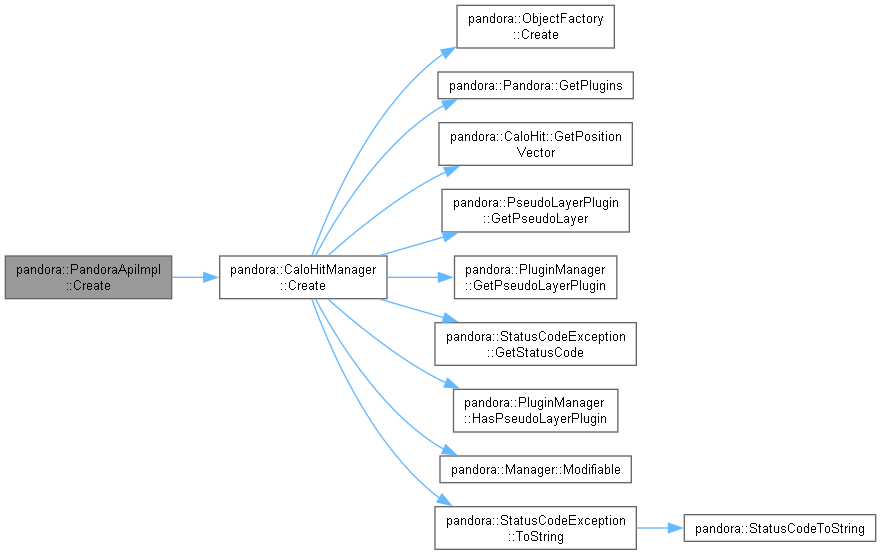 pandora::PandoraApiImpl
::Create
pandora::CaloHitManager
::Create
pandora::ObjectFactory
::Create
pandora::Pandora::GetPlugins
pandora::CaloHit::GetPosition
Vector
pandora::PseudoLayerPlugin
::GetPseudoLayer
pandora::PluginManager
::GetPseudoLayerPlugin
pandora::StatusCodeException
::GetStatusCode
pandora::PluginManager
::HasPseudoLayerPlugin
pandora::Manager::Modifiable
pandora::StatusCodeException
::ToString
pandora::StatusCodeToString